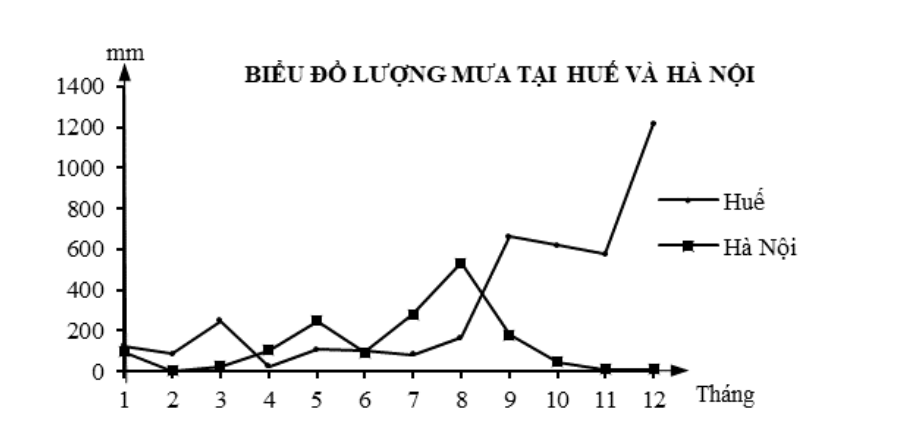 mm
BIỂU ĐỒ LƯỢNG MƯA TẠI HUẾ VÀ HÀ NỘI
1400
1200
1000
800
600
400
200
0
Huế
Hà Nội
1 2 3 4 5 6 7 8 9 10 11 12 Tháng